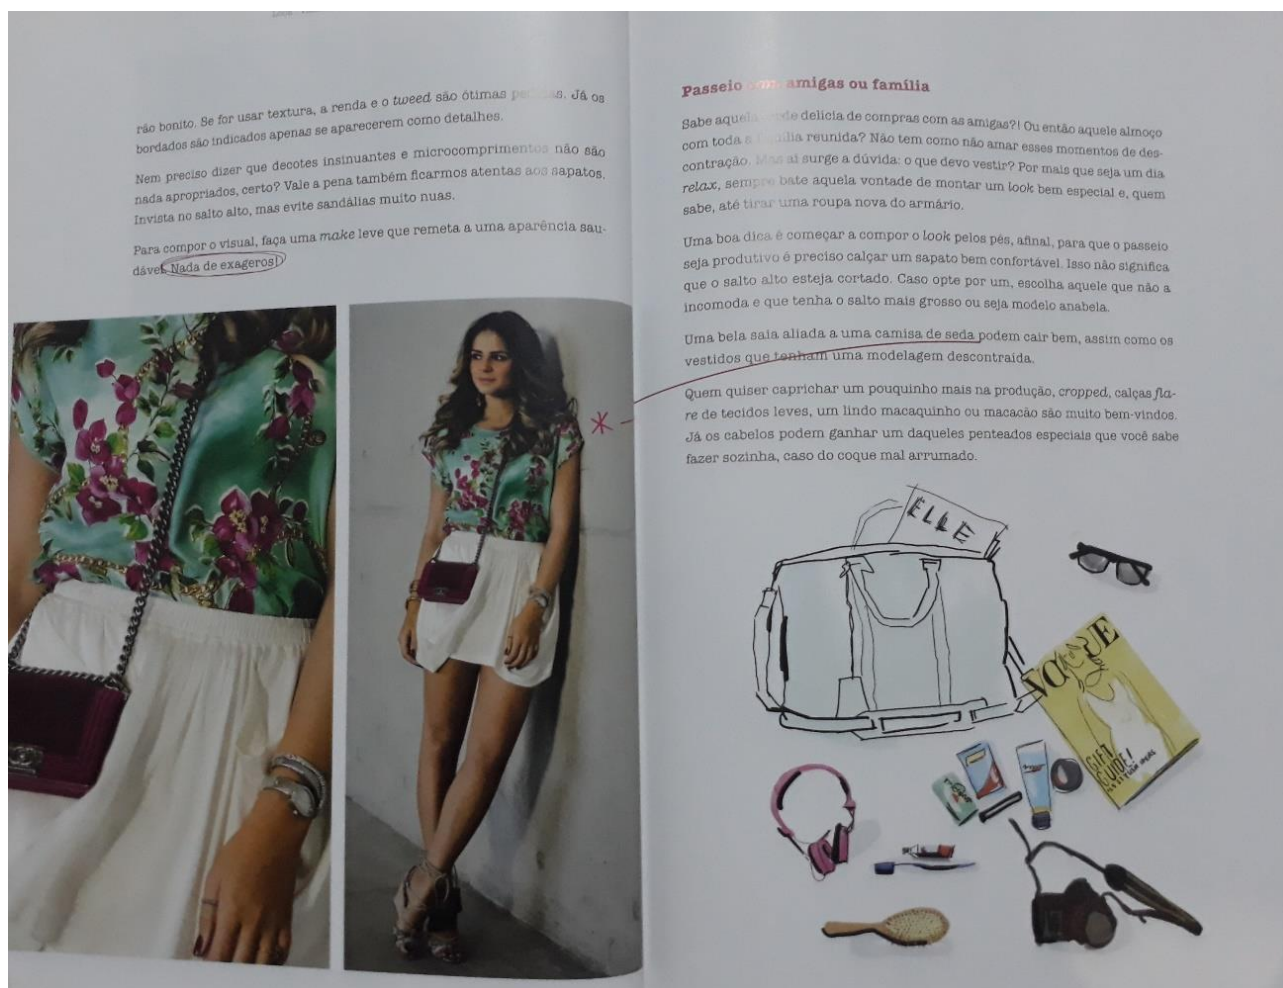 rão bonito. Se for usar textura, a renda e o tweed são ótimas Já os
bordados são indicados apenas se aparecerem como detalhes.
Nem preciso dizer que decotes insinuantes e microcomprimentos não são
nada apropriados, certo? Vale a pena também ficarmos atentas aos sapatos.
Invista no salto alto, mas evite sandálias muito nuas.
Para compor o visual, faça uma make leve que remeta a uma aparência sau-
dável. Nada de exageros!
Passeio com amigas ou família
Sabe aquela de delícia de compras com as amigas?! Ou então aquele almoço
com toda a família reunida? Não tem como não amar esses momentos de des-
contração. Mas aí surge a dúvida: o que devo vestir? Por mais que seja um dia
relax, sempre bate aquela vontade de montar um look bem especial e, quem
sabe, até tirar uma roupa nova do armário.
Uma boa dica é começar a compor o look pelos pés, afinal, para que o passeio
seja produtivo é preciso calçar um sapato bem confortável. Isso não significa
que o salto alto esteja cortado. Caso opte por um, escolha aquele que não a
incomoda e que tenha o salto mais grosso ou seja modelo anabela.
Uma bela saia aliada a uma camisa de seda podem cair bem, assim como os
vestidos que tenham uma modelagem descontraída.
Quem quiser caprichar um pouquinho mais na produção, cropped, calças fla-
re de tecidos leves, um lindo macaquinho ou macacão são muito bem-vindos.
Já os cabelos podem ganhar um daqueles penteados especiais que você sabe
fazer sozinha, caso do coque mal arrumado.
ELLE
VOGUE
GIFT
GUIDE!